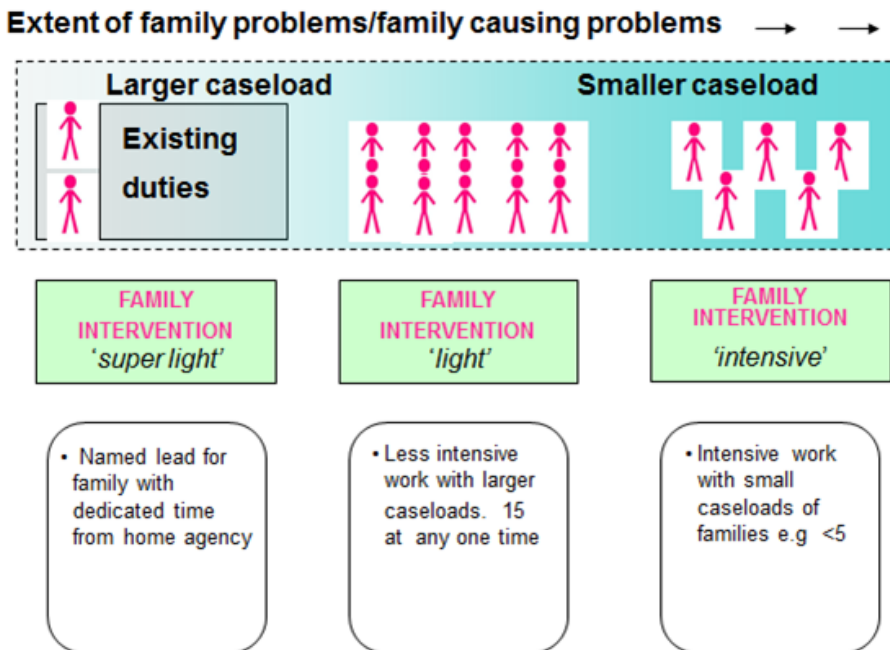 Extent of family problems/family causing problems
Larger caseload
Smaller caseload
Existing
duties
FAMILY
INTERVENTION
'super light'
FAMILY
INTERVENTION
'light'
FAMILY
INTERVENTION
'intensive'
• Named lead for
family with
dedicated time
from home agency
• Less intensive
work with larger
caseloads. 15
at any one time
• Intensive work
with small
caseloads of
families e.g <5